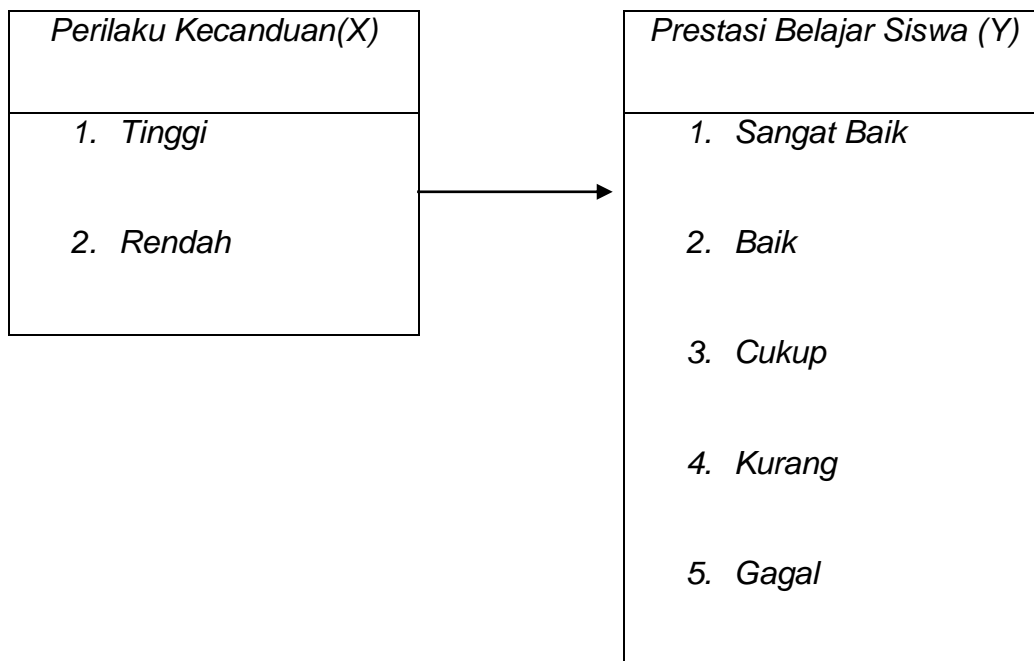 Perilaku Kecanduan(X)
1. Tinggi
2. Rendah
Prestasi Belajar Siswa (Y)
1. Sangat Baik
2. Baik
3. Cukup
4. Kurang
5. Gagal